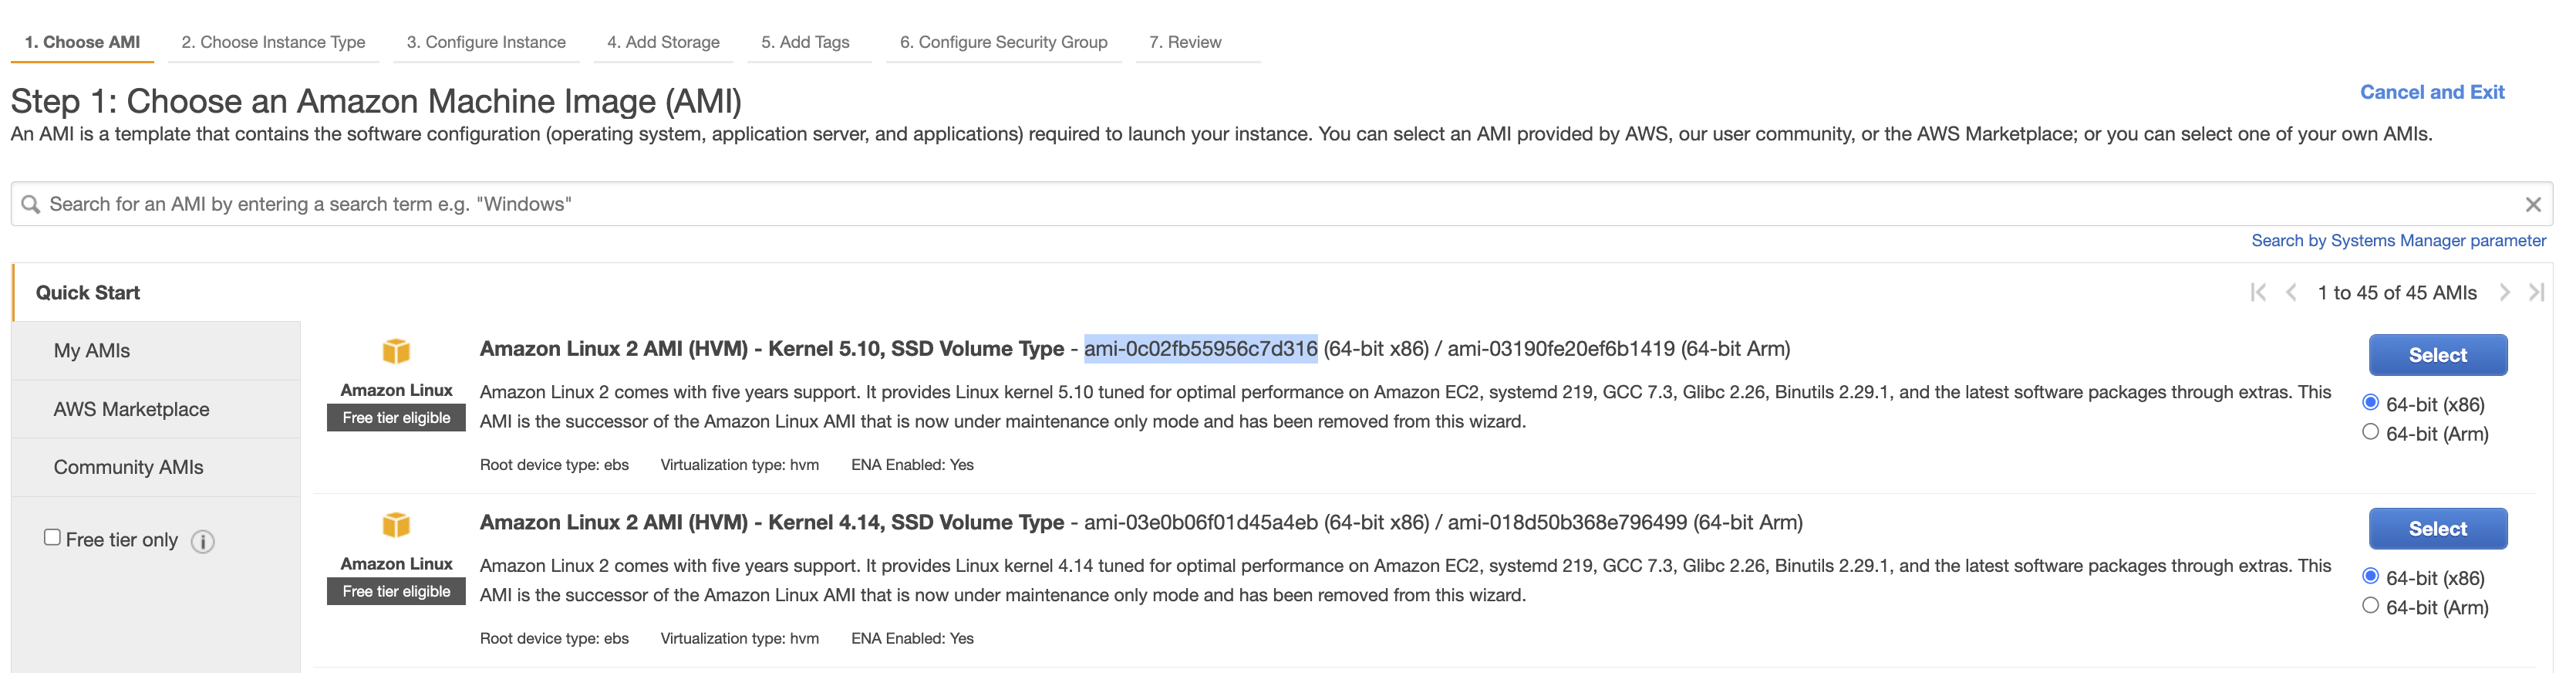 1. Choose AMI 2. Choose Instance Type 3. Configure Instance 4. Add Storage 5. Add Tags 6. Configure Security Group 7. Review
Step 1: Choose an Amazon Machine Image (AMI)
Cancel and Exit
An AMI is a template that contains the software configuration (operating system, application server, and applications) required to launch your instance. You can select an AMI provided by AWS, our user community, or the AWS Marketplace; or you can select one of your own AMIs.
Search for an AMI by entering a search term e.g. "Windows"
Search by Systems Manager parameter
Quick Start
1 to 45 of 45 AMIs
My AMIs
AWS Marketplace
Community AMIs
Free tier only
Amazon Linux
Free tier eligible
Amazon Linux 2 AMI (HVM) - Kernel 5.10, SSD Volume Type - ami-0c02fb55956c7d316 (64-bit x86) / ami-03190fe20ef6b1419 (64-bit Arm)
Amazon Linux 2 comes with five years support. It provides Linux kernel 5.10 tuned for optimal performance on Amazon EC2, systemd 219, GCC 7.3, Glibc 2.26, Binutils 2.29.1, and the latest software packages through extras. This
AMI is the successor of the Amazon Linux AMI that is now under maintenance only mode and has been removed from this wizard.
Root device type: ebs Virtualization type: hvm ENA Enabled: Yes
Select
64-bit (x86)
64-bit (Arm)
Amazon Linux
Free tier eligible
Amazon Linux 2 AMI (HVM) - Kernel 4.14, SSD Volume Type - ami-03e0b06f01d45a4eb (64-bit x86) / ami-018d50b368e796499 (64-bit Arm)
Amazon Linux 2 comes with five years support. It provides Linux kernel 4.14 tuned for optimal performance on Amazon EC2, systemd 219, GCC 7.3, Glibc 2.26, Binutils 2.29.1, and the latest software packages through extras. This
AMI is the successor of the Amazon Linux AMI that is now under maintenance only mode and has been removed from this wizard.
Root device type: ebs Virtualization type: hvm ENA Enabled: Yes
Select
64-bit (x86)
64-bit (Arm)